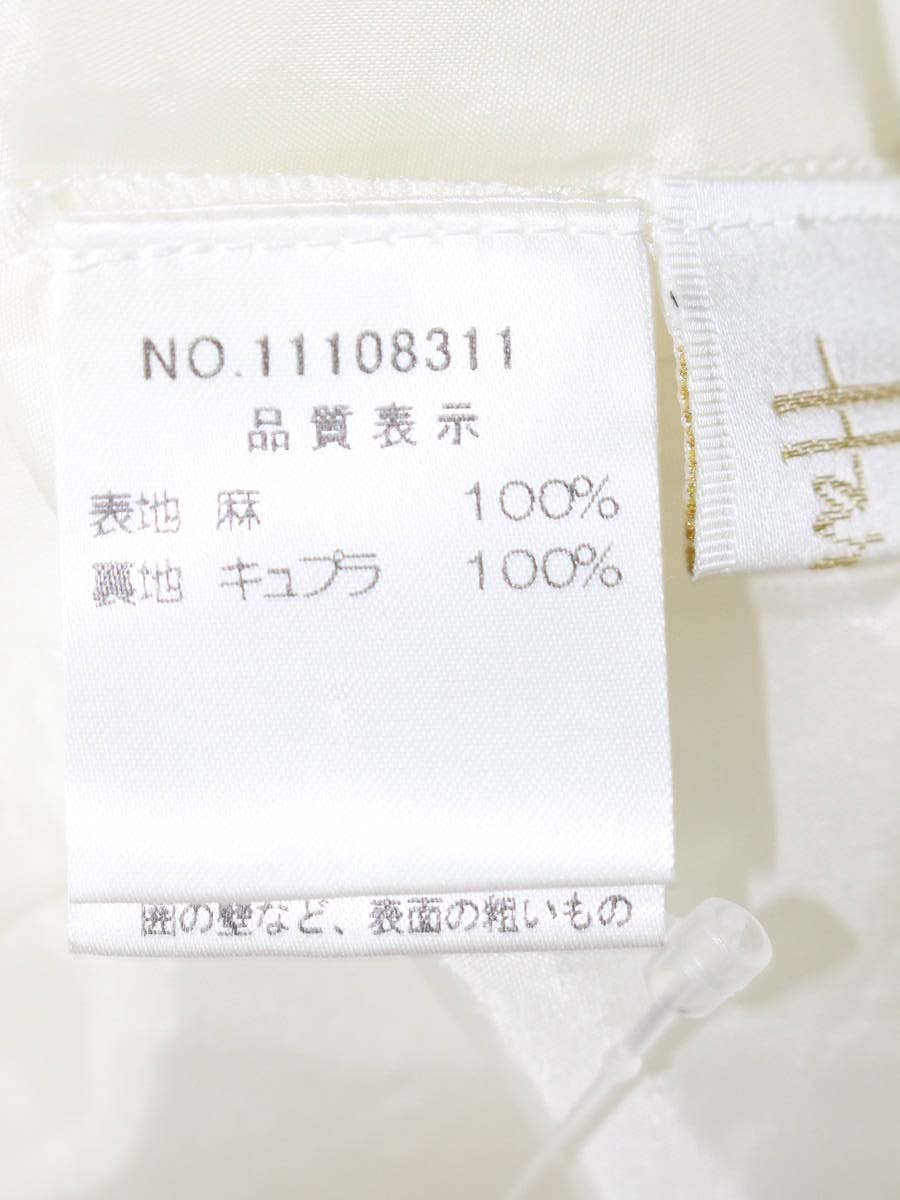 NO.11108311
品質表示
表地 麻 100%
裏地 キュプラ 100%
囲の壁など、表面の粗いもの